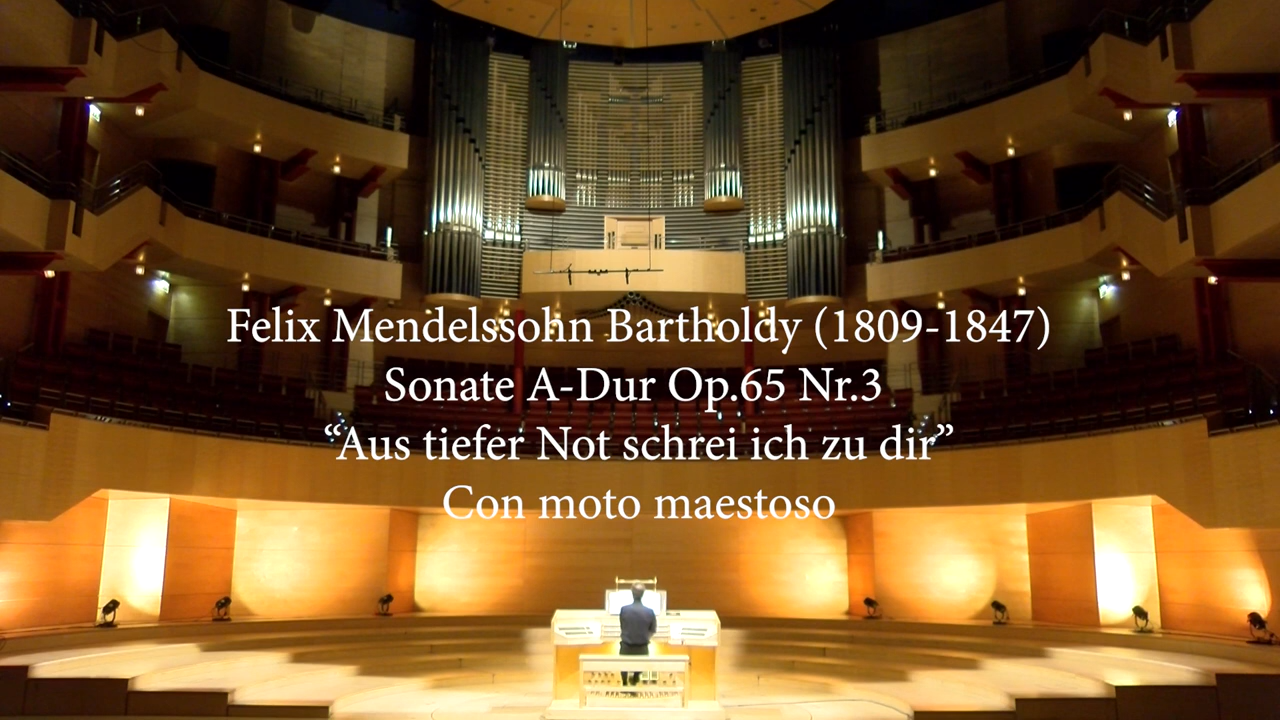 Felix Mendelssohn Bartholdy (1809-1847)
Sonate A-Dur Op.65 Nr.3
“Aus tiefer Not schrei ich zu dir”
Con moto maestoso